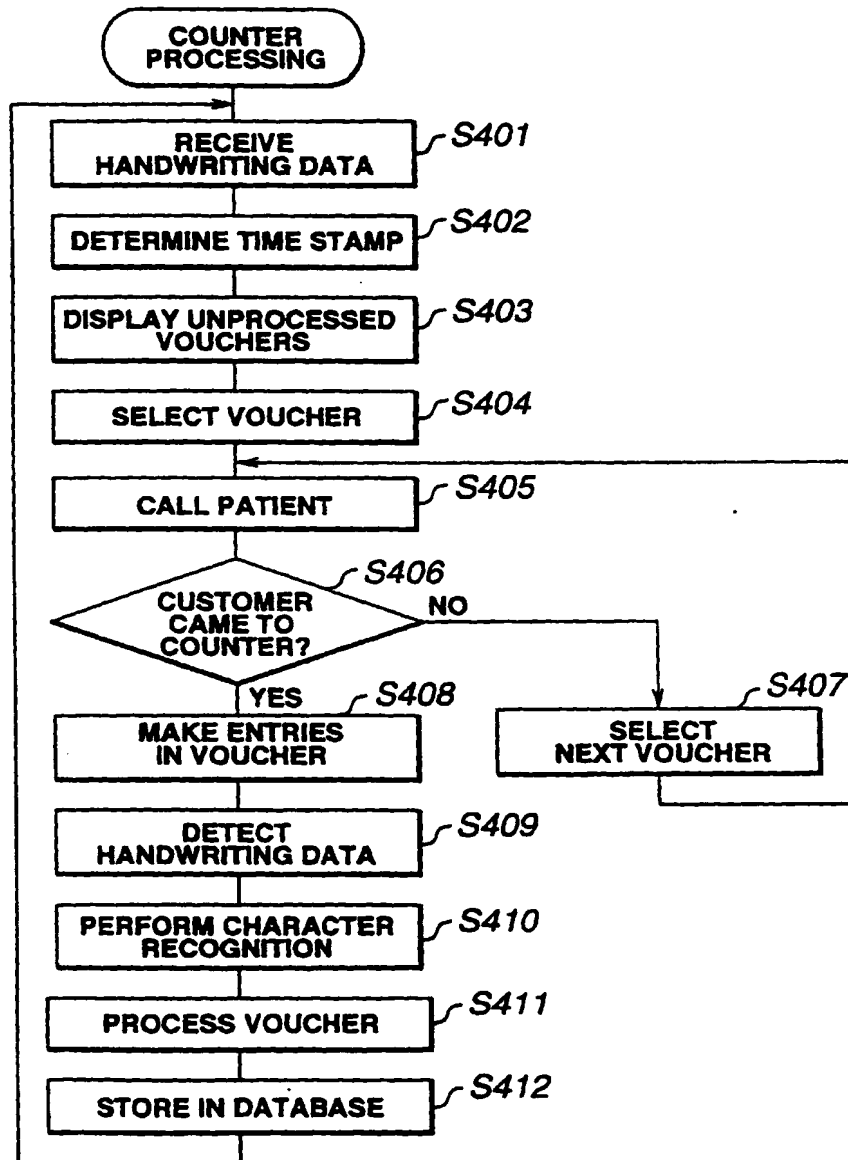 COUNTER
PROCESSING
RECEIVE
HANDWRITING DATA
S401
DETERMINE TIME STAMP
S402
DISPLAY UNPROCESSED
VOUCHERS
S403
SELECT VOUCHER
S404
CALL PATIENT
S405
CUSTOMER
CAME TO
COUNTER?
S406
NO
YES
SELECT
NEXT VOUCHER
S407
MAKE ENTRIES
IN VOUCHER
S408
DETECT
HANDWRITING DATA
S409
PERFORM CHARACTER
RECOGNITION
S410
PROCESS VOUCHER
S411
STORE IN DATABASE
S412